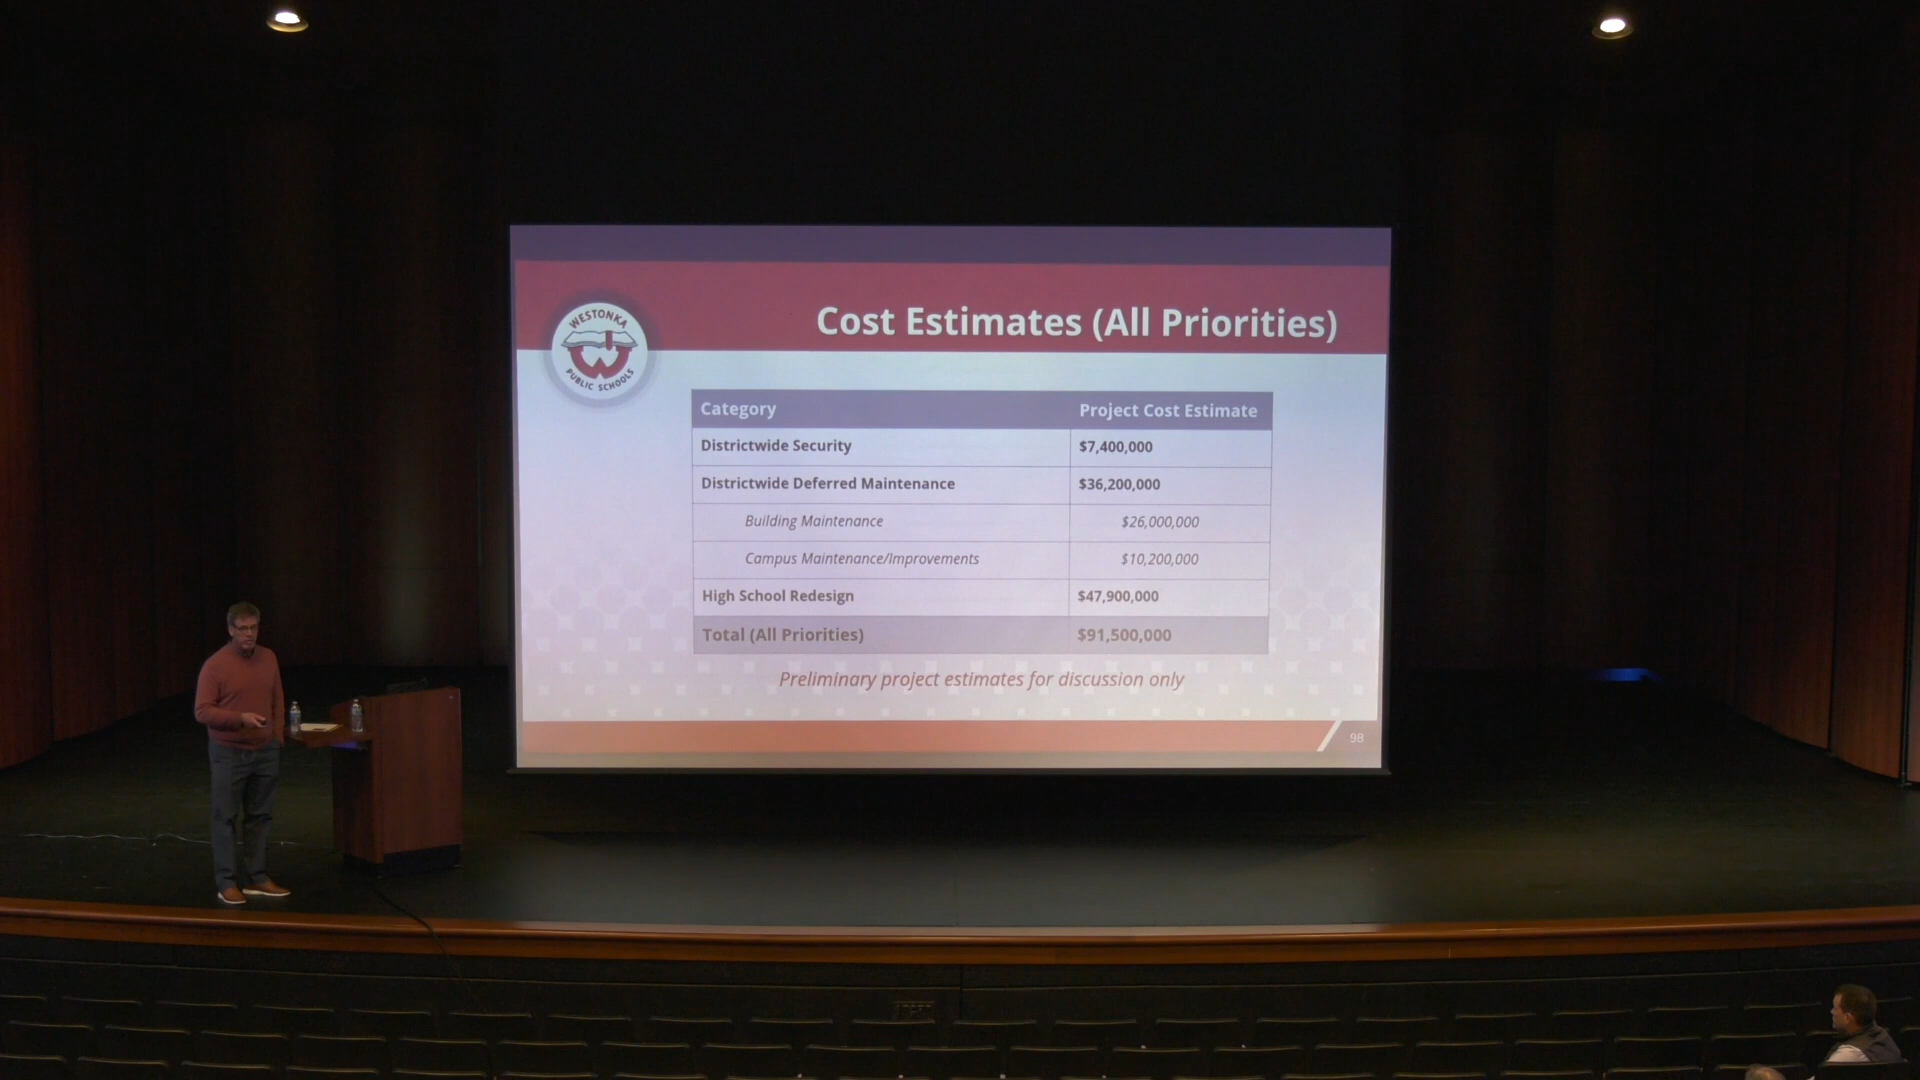 Cost Estimates (All Priorities)
WESTONKA
W
PUBLIC SCHOOLS
Category Project Cost Estimate
Districtwide Security $7,400,000
Districtwide Deferred Maintenance $36,200,000
Building Maintenance $26,000,000
Campus Maintenance/Improvements $10,200,000
High School Redesign $47,900,000
Total (All Priorities) $91,500,000
Preliminary project estimates for discussion only
98